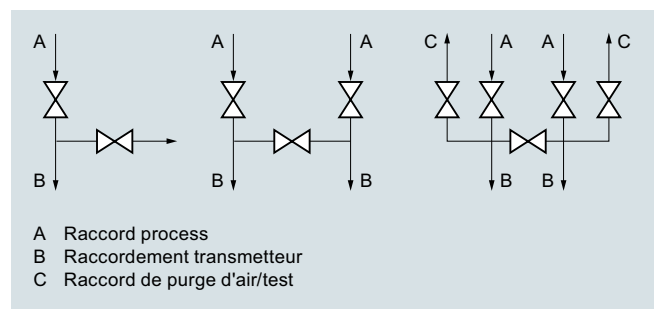 A A A C A A C
B B B B B
A Raccord process
B Raccordement transmetteur
C Raccord de purge d'air/test